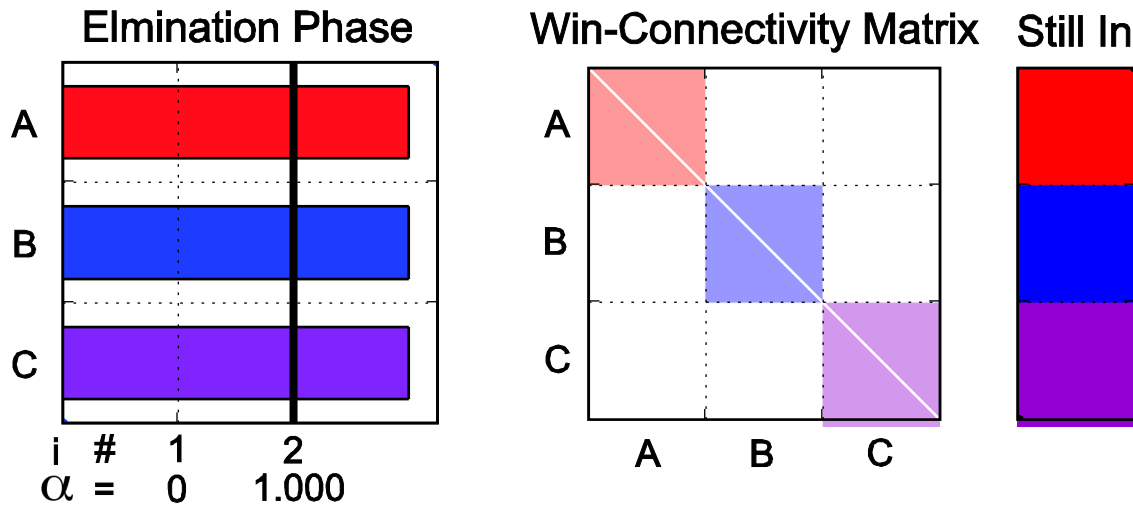 Elmination Phase
Win-Connectivity Matrix
Still In
A
B
C
i # 1 2
α = 0 1.000
A
B
C
A B C